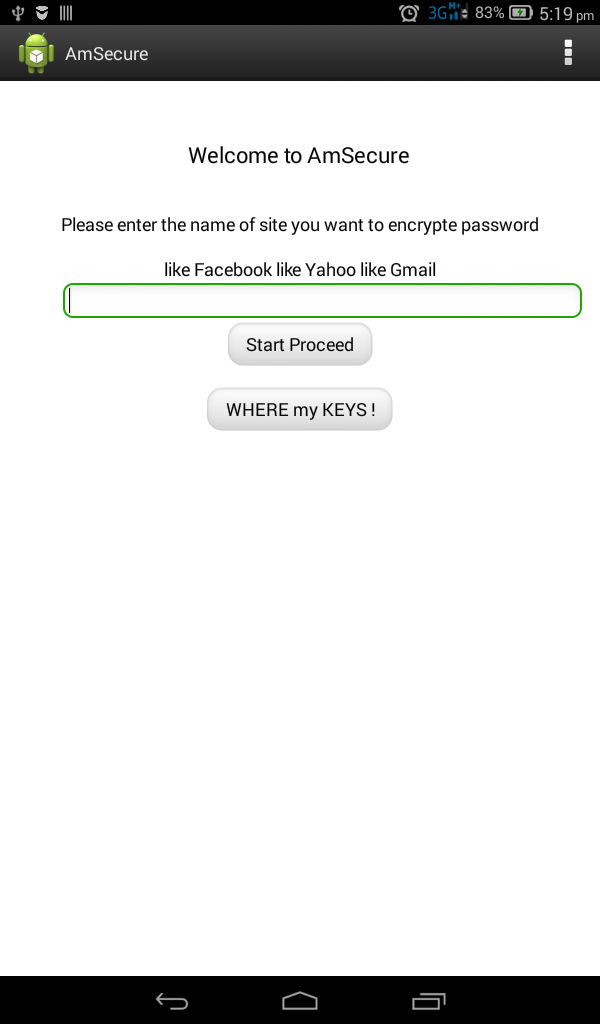 3G H+ 83% 5:19 pm
AmSecure
Welcome to AmSecure
Please enter the name of site you want to encrypte password
like Facebook like Yahoo like Gmail
Start Proceed
WHERE my KEYS !